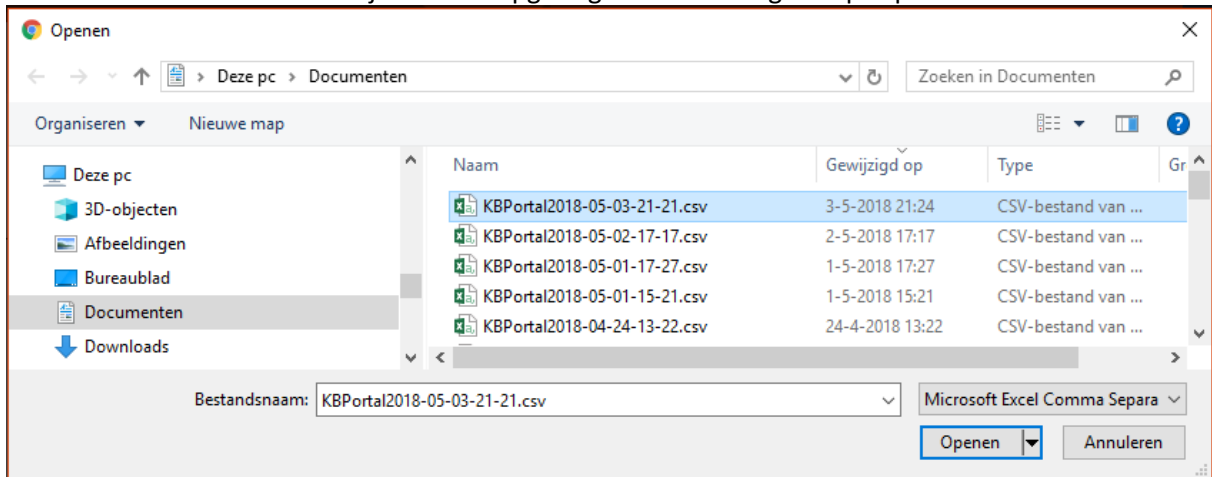 Openen
Deze pc > Documenten
Zoeken in Documenten
Organiseren
Nieuwe map
Deze pc
3D-objecten
Afbeeldingen
Bureaublad
Documenten
Downloads
Naam Gewijzigd op Type Gr
KBPortal2018-05-03-21-21.csv 3-5-2018 21:24 CSV-bestand van ...
KBPortal2018-05-02-17-17.csv 2-5-2018 17:17 CSV-bestand van ...
KBPortal2018-05-01-17-27.csv 1-5-2018 17:27 CSV-bestand van ...
KBPortal2018-05-01-15-21.csv 1-5-2018 15:21 CSV-bestand van ...
KBPortal2018-04-24-13-22.csv 24-4-2018 13:22 CSV-bestand van ...
Bestandsnaam: KBPortal2018-05-03-21-21.csv
Microsoft Excel Comma Separa
Openen
Annuleren